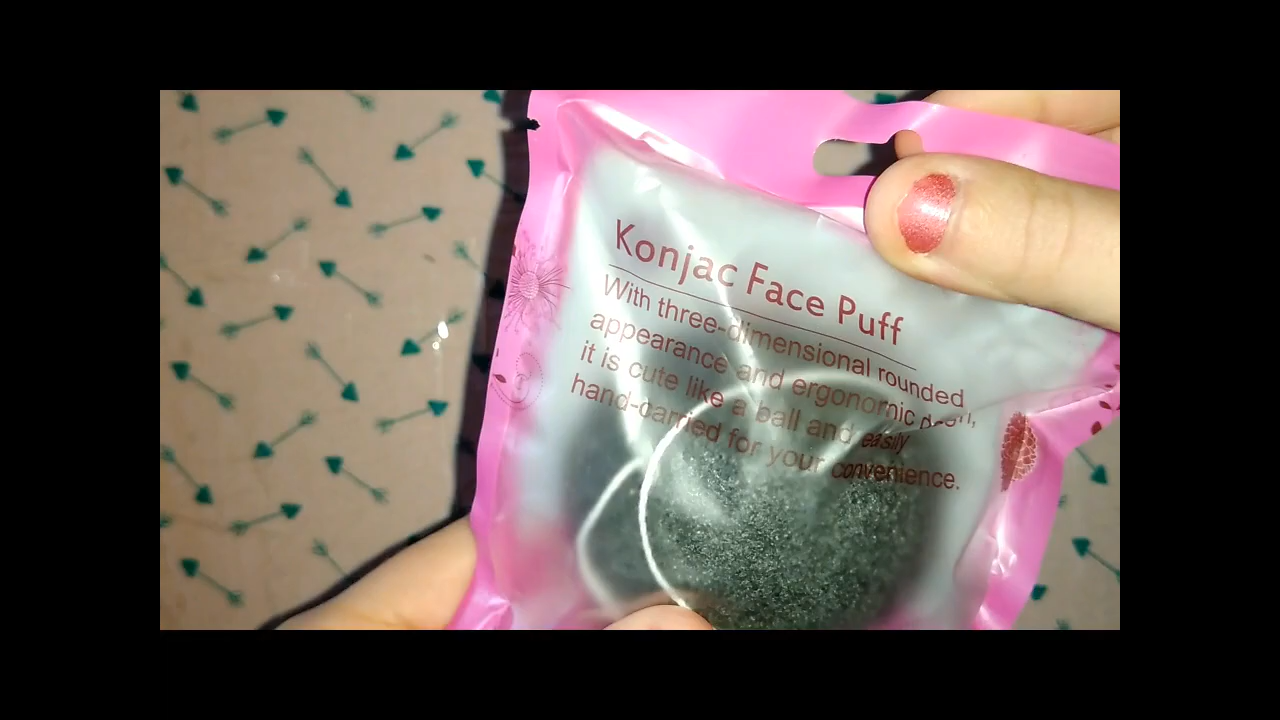 Konjac Face Puff
With three-dimensional rounded
appearance and ergonomic
it is cute like a ball and easily
hand-carried for your convenience.